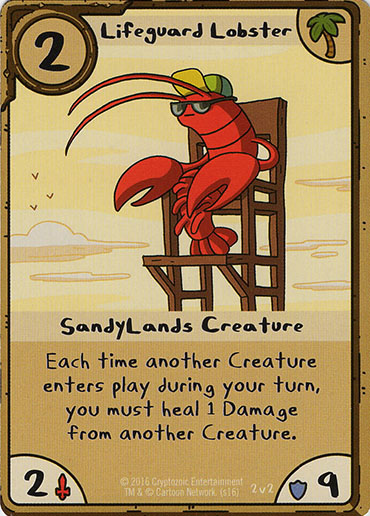 2
Lifeguard Lobster
SandyLands Creature
Each time another Creature
enters play during your turn,
you must heal 1 Damage
from another Creature.
2
© 2016 Cryptozoic Entertainment
TM & © Cartoon Network. (s16)
2v2
9